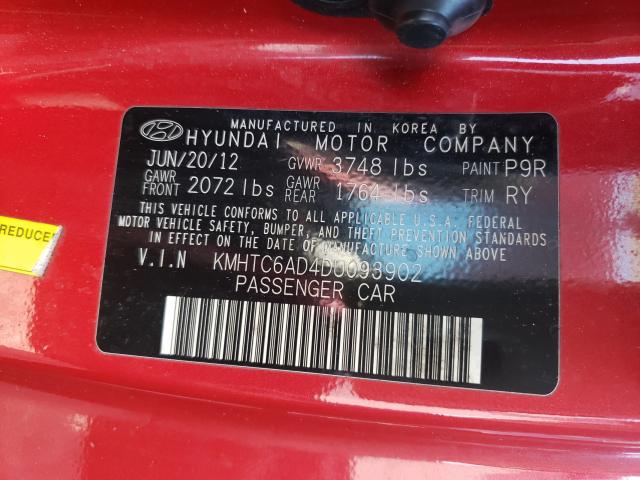 MANUFACTURED IN KOREA BY
HYUNDAI MOTOR COMPANY
JUN/20/12 GVWR 3748 lbs PAINT P9R
GAWR FRONT 2072 lbs GAWR REAR 1764 lbs TRIM RY
THIS VEHICLE CONFORMS TO ALL APPLICABLE U.S.A. FEDERAL
MOTOR VEHICLE SAFETY, BUMPER, AND THEFT PREVENTION STANDARDS
IN EFFECT ON THE DATE OF MANUFACTURE SHOWN ABOVE.
V.I.N KMHTC6AD4DU093902
PASSENGER CAR
REDUCER